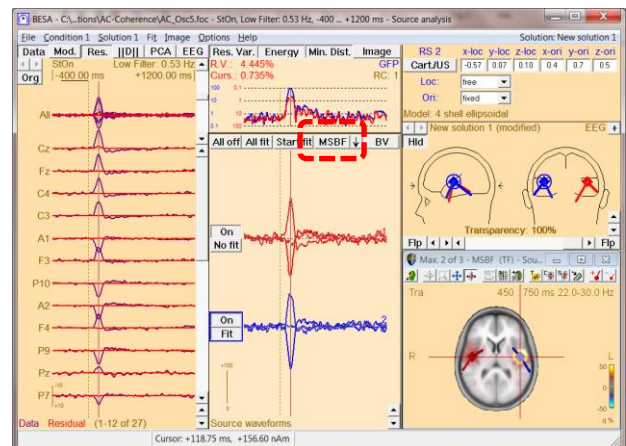 BESA - C:\...tions\AC-Coherence\AC_Osc5.foc - StOn, Low Filter: 0.53 Hz, -400 ... +1200 ms - Source analysis
File Condition 1 Solution 1 Fit Image Options Help Solution: New solution 1
Data Mod. Res. ||D|| PCA EEG Res. Var. Energy Min. Dist. Image RS 2 x-loc y-loc z-loc x-ori y-ori z-ori
StOn Low Filter: 0.53 Hz R.V.: 4.445% GFP Cart./US -0.57 0.07 0.10 0.4 0.7 0.5
Org -400.00 ms +1200.00 ms Curs.: 0.735% RC: 1
Loc: free
Ori: fixed
Model: 4 shell ellipsoidal
New solution 1 (modified) EEG +
All off All fit Start fit MSBF ↓ BV Hld
All
Cz
Fz
C4
C3
A1
F3
P10
A2
F4
P9
Pz
P7
On
No fit
On
Fit
2
Transparency: 100%
Flp Flp
Max. 2 of 3 - MSBF (TF) - Sou...
Tra 450 750 ms 22.0-30.0 Hz
R L
50
0
-50
q %
+100
0
Data Residual (1-12 of 27) Source waveforms
Cursor: +118.75 ms, +156.60 nAm